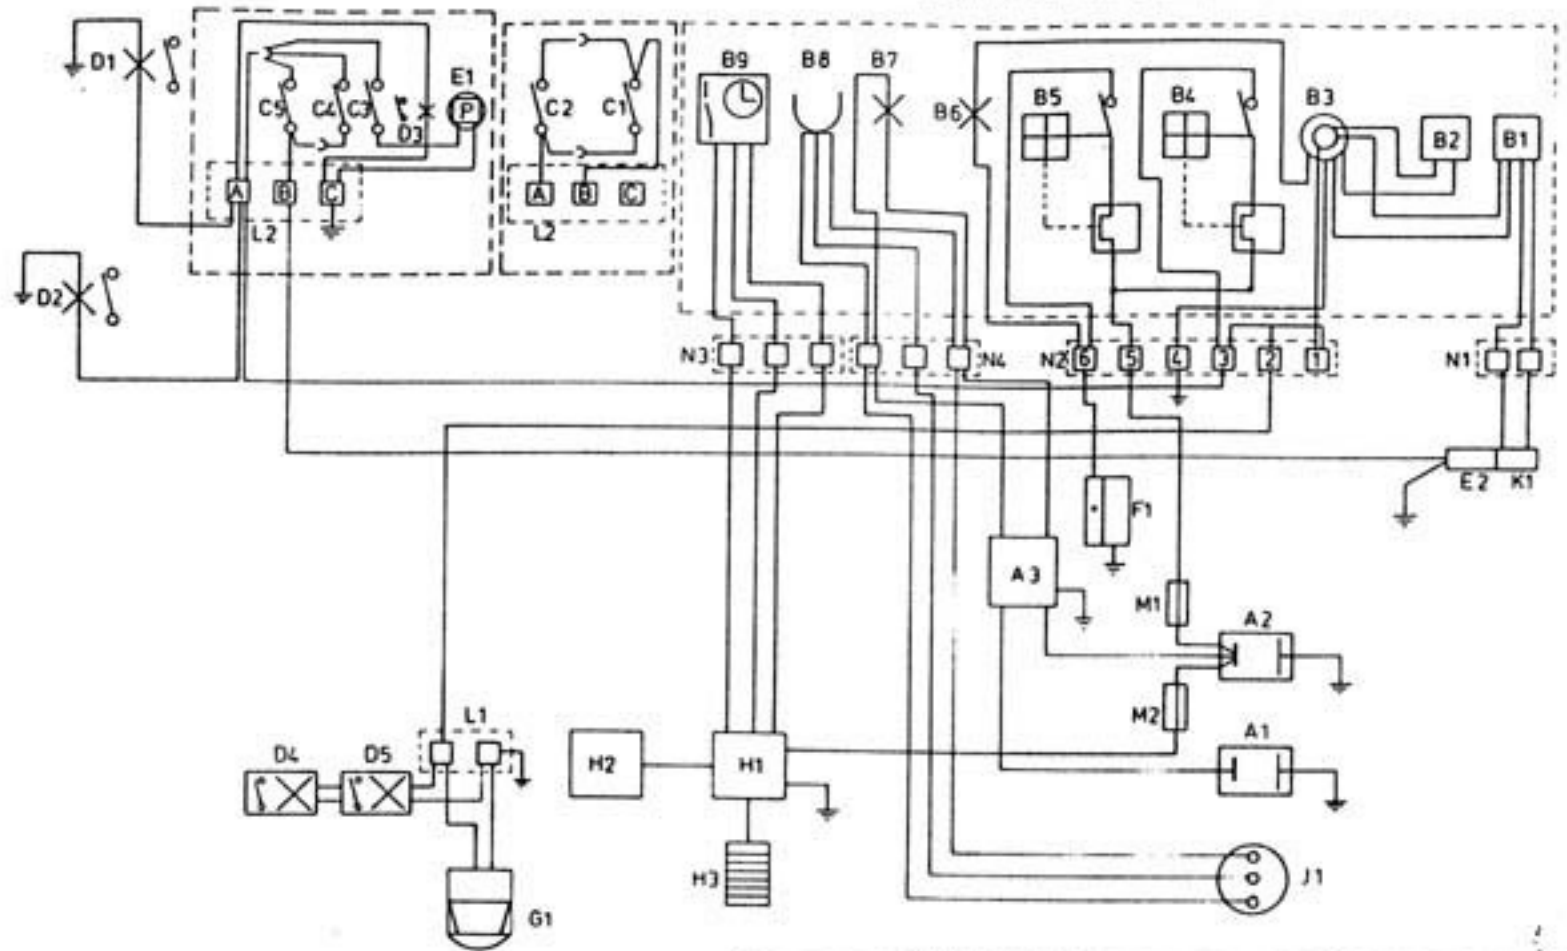 B9 B8 B7
D1 E1 B5 B4 B3
C5 C4 C3 P C2 C1 B6 B2 B1
D3
A B C A B C
L2 L2
D2
N3 N4 N2 6 5 4 3 2 1 N1
E2 K1
F1
A3
M1 A2
L1 M2 A1
D4 D5 H2 H1
H3 J1
G1